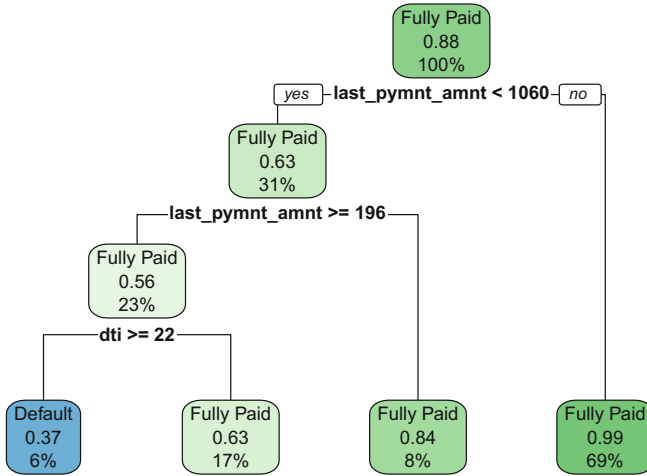 Fully Paid
0.88
100%
yes last_pymnt_amnt < 1060 no
Fully Paid
0.63
31%
last_pymnt_amnt >= 196
Fully Paid
0.56
23%
dti >= 22
Default
0.37
6%
Fully Paid
0.63
17%
Fully Paid
0.84
8%
Fully Paid
0.99
69%